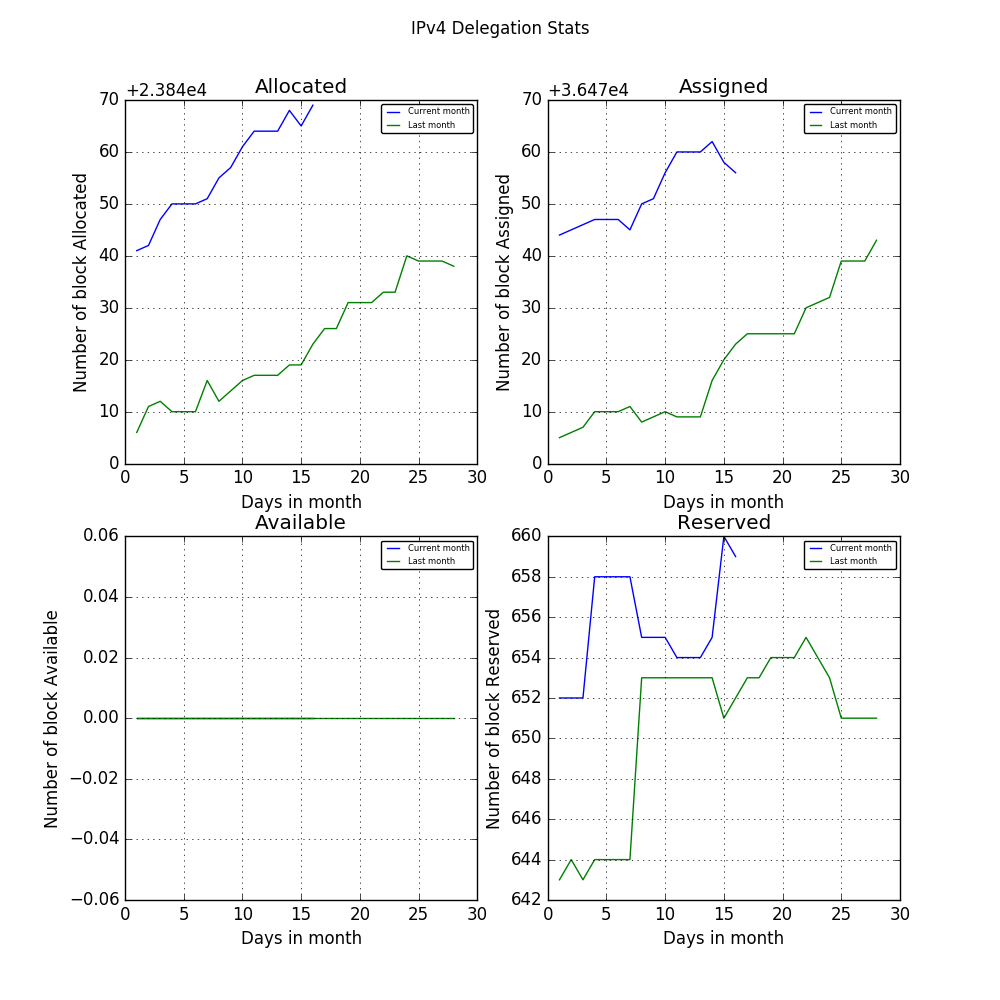 IPv4 Delegation Stats
+2.384e4
Allocated
70
60
50
40
30
20
10
0
Number of block Allocated
Current month
Last month
0 5 10 15 20 25 30
Days in month
+3.647e4
Assigned
70
60
50
40
30
20
10
0
Number of block Assigned
Current month
Last month
0 5 10 15 20 25 30
Days in month
Available
0.06
0.04
0.02
0.00
−0.02
−0.04
−0.06
Number of block Available
Current month
Last month
0 5 10 15 20 25 30
Days in month
Reserved
660
658
656
654
652
650
648
646
644
642
Number of block Reserved
Current month
Last month
0 5 10 15 20 25 30
Days in month